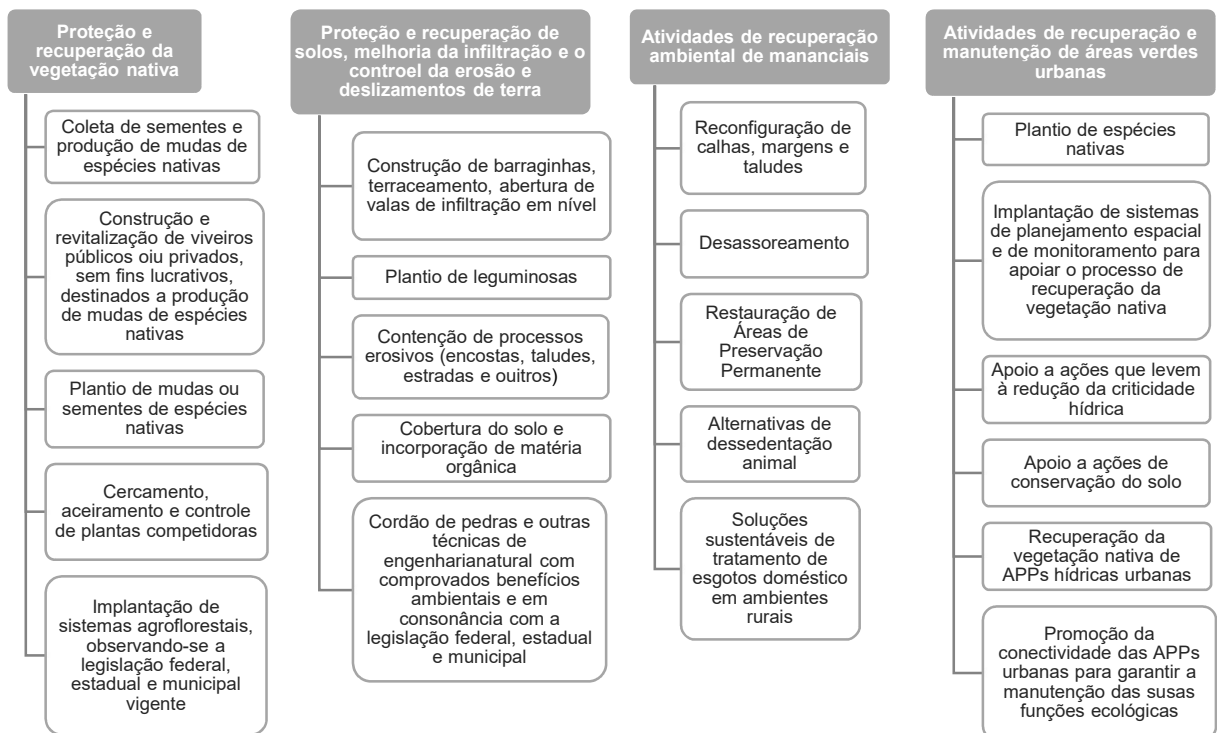 Proteção e
recuperação da
vegetação nativa
Coleta de sementes e
produção de mudas de
espécies nativas
Construção e
revitalização de viveiros
públicos oiu privados,
sem fins lucrativos,
destinados a produção
de mudas de espécies
nativas
Plantio de mudas ou
sementes de espécies
nativas
Cercamento,
aceiramento e controle
de plantas competidoras
Implantação de
sistemas agroflorestais,
observando-se a
legislação federal,
estadual e municipal
vigente
Proteção e recuperação de
solos, melhoria da infiltração e o
controel da erosão e
deslizamentos de terra
Construção de barraginhas,
terraceamento, abertura de
valas de infiltração em nível
Plantio de leguminosas
Contenção de processos
erosivos (encostas, taludes,
estradas e ouitros)
Cobertura do solo e
incorporação de matéria
orgânica
Cordão de pedras e outras
técnicas de
engenharianatural com
comprovados benefícios
ambientais e em
consonância com a
legislação federal, estadual
e municipal
Atividades de recuperação
ambiental de mananciais
Reconfiguração de
calhas, margens e
taludes
Desassoreamento
Restauração de
Áreas de
Preservação
Permanente
Alternativas de
dessedentação
animal
Soluções
sustentáveis de
tratamento de
esgotos doméstico
em ambientes
rurais
Atividades de recuperação e
manutenção de áreas verdes
urbanas
Plantio de espécies
nativas
Implantação de sistemas
de planejamento espacial
e de monitoramento para
apoiar o processo de
recuperação da
vegetação nativa
Apoio a ações que levem
à redução da criticidade
hídrica
Apoio a ações de
conservação do solo
Recuperação da
vegetação nativa de
APPs hídricas urbanas
Promoção da
conectividade das APPs
urbanas para garantir a
manutenção das susas
funções ecológicas